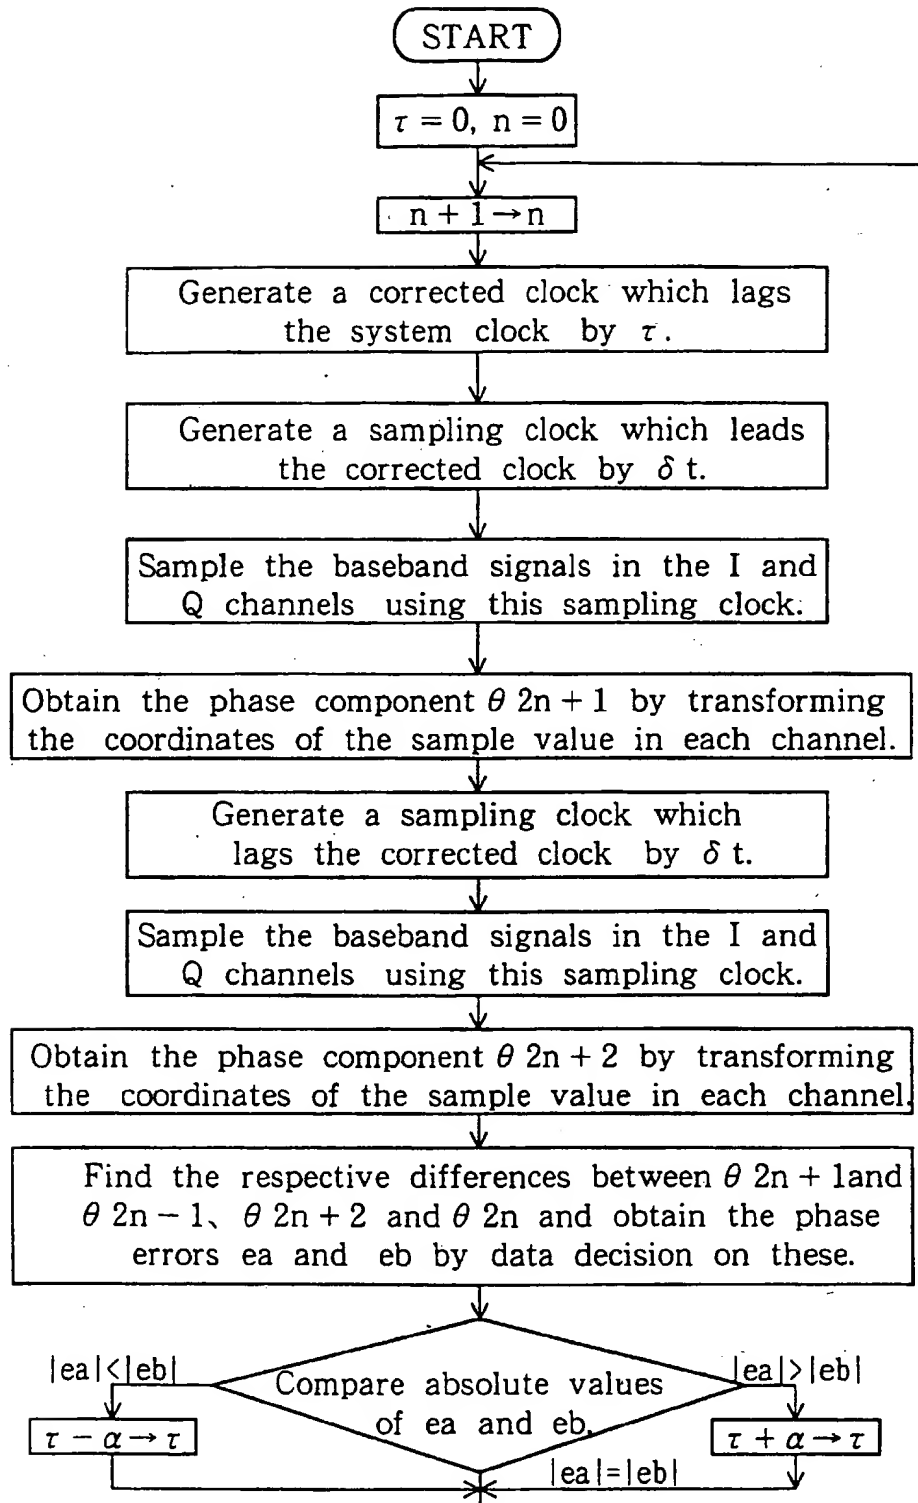 START
τ = 0, n = 0
n + 1 → n
Generate a corrected clock which lags
the system clock by τ.
Generate a sampling clock which leads
the corrected clock by δ t.
Sample the baseband signals in the I and
Q channels using this sampling clock.
Obtain the phase component θ 2n + 1 by transforming
the coordinates of the sample value in each channel.
Generate a sampling clock which
lags the corrected clock by δ t.
Sample the baseband signals in the I and
Q channels using this sampling clock.
Obtain the phase component θ 2n + 2 by transforming
the coordinates of the sample value in each channel.
Find the respective differences between θ 2n + 1and
θ 2n − 1、 θ 2n + 2 and θ 2n and obtain the phase
errors ea and eb by data decision on these.
|ea|<|eb|
|ea|>|eb|
Compare absolute values
of ea and eb.
τ − α → τ
τ + α → τ
|ea|=|eb|